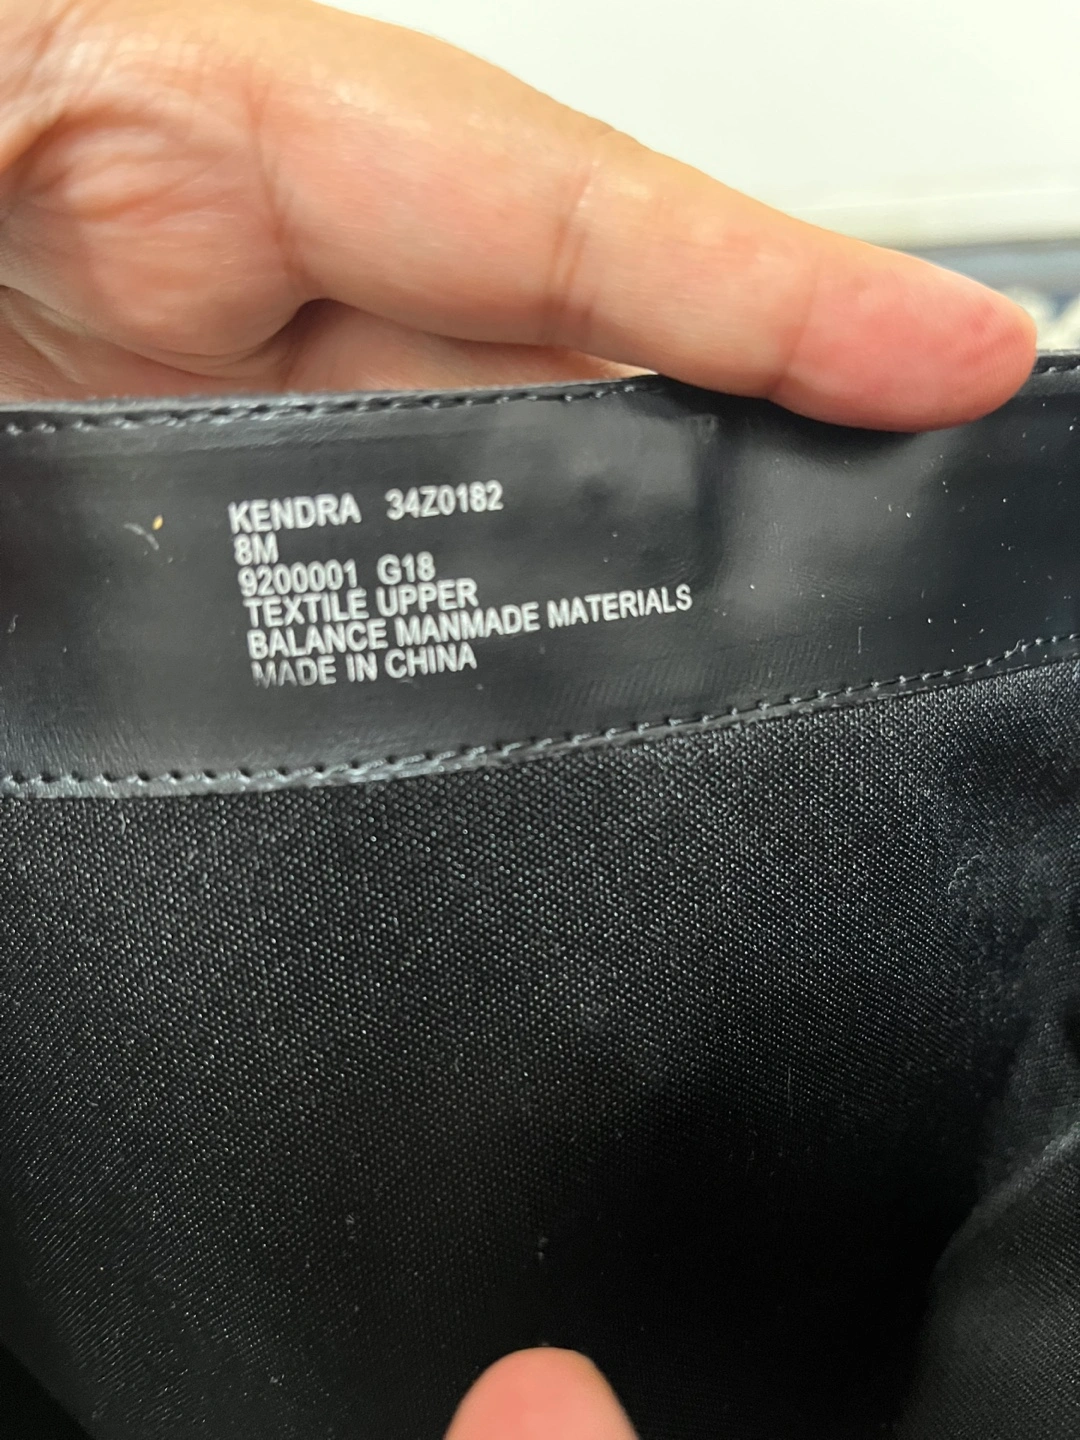 KENDRA 34Z0182
8M
9200001 G18
TEXTILE UPPER
BALANCE MANMADE MATERIALS
MADE IN CHINA